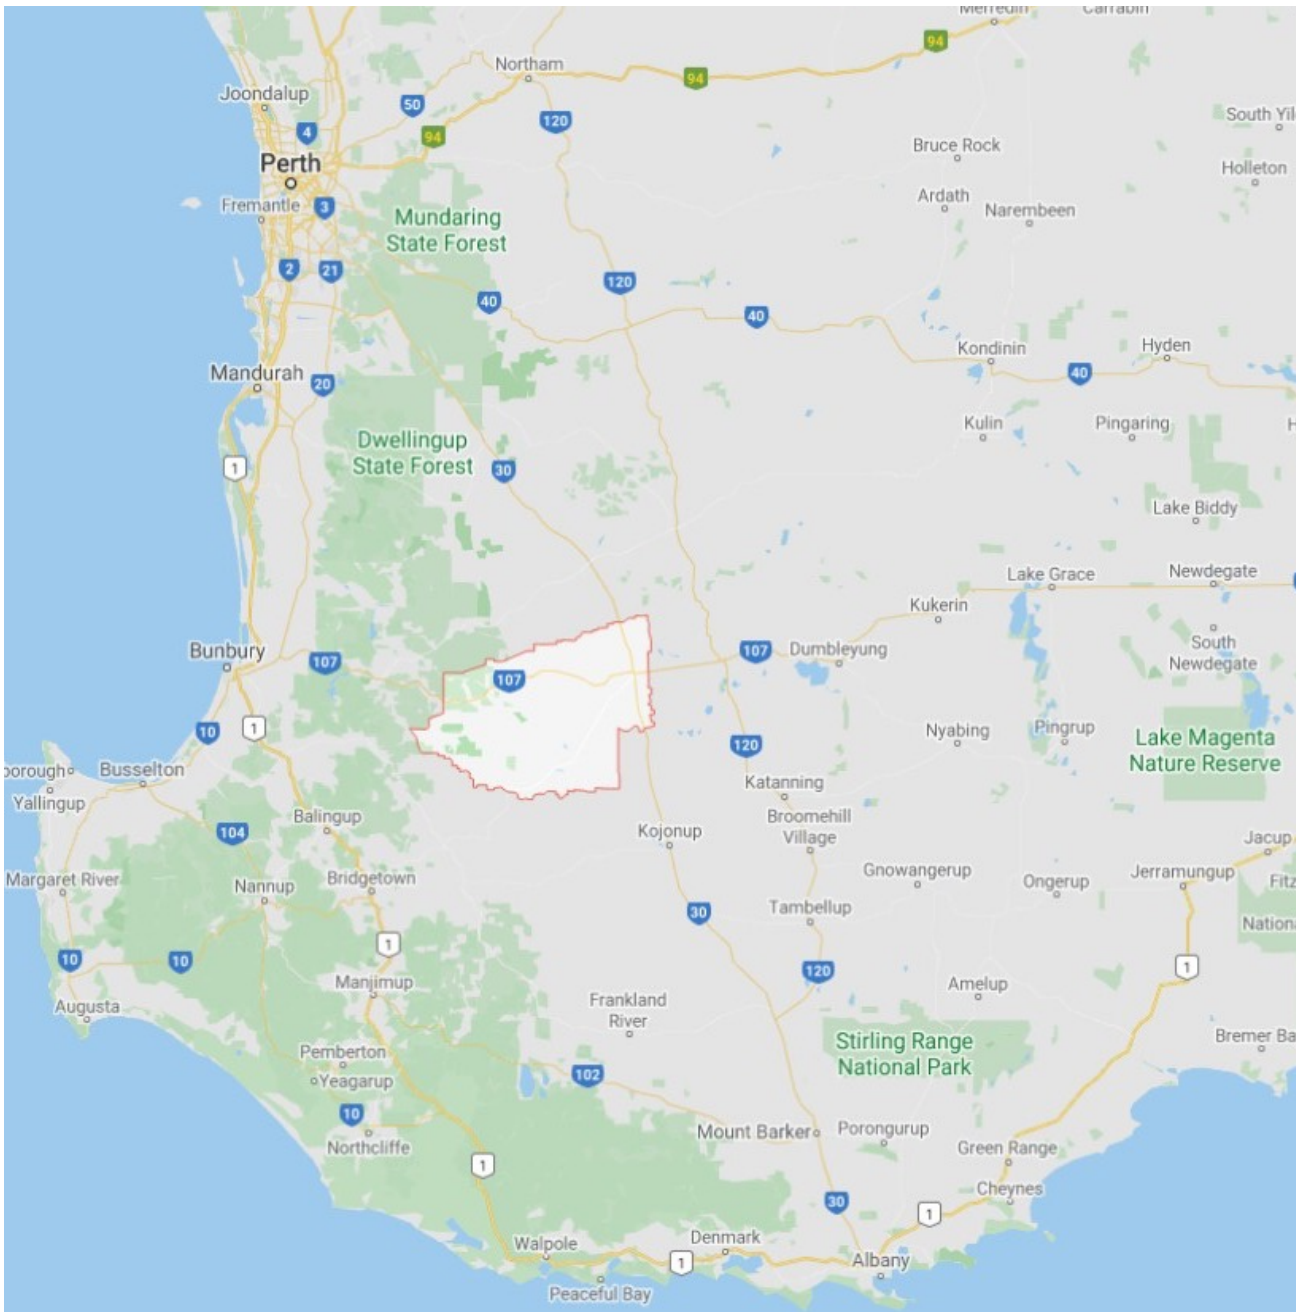 Merredin
Carrabin
94
Northam
94
Joondalup
50
4
120
South Yil
94
Bruce Rock
Perth
Holleton
Ardath
Fremantle
3
Narembeen
Mundaring
State Forest
2
21
120
40
40
Kondinin
Hyden
Mandurah
40
20
Kulin
Pingaring
H
Dwellingup
State Forest
1
30
Lake Biddy
Lake Grace
Newdegate
Kukerin
South
Newdegate
Bunbury
107
107
Dumbleyung
107
10
1
Nyabing
Pingrup
Lake Magenta
Nature Reserve
120
borough
Busselton
Katanning
Yallingup
104
Balingup
Kojonup
Broomehill
Village
Jacup
Margaret River
Nannup
Bridgetown
Gnowangerup
Ongerup
Jerramungup
Fitz
30
Tambellup
Nationa
10
10
1
120
1
Manjimup
Amelup
Augusta
Frankland
River
Stirling Range
National Park
Bremer Ba
Pemberton
Yeagarup
102
10
Northcliffe
Mount Barker
Porongurup
Green Range
1
Cheynes
30
1
Walpole
Denmark
1
Albany
Peaceful Bay